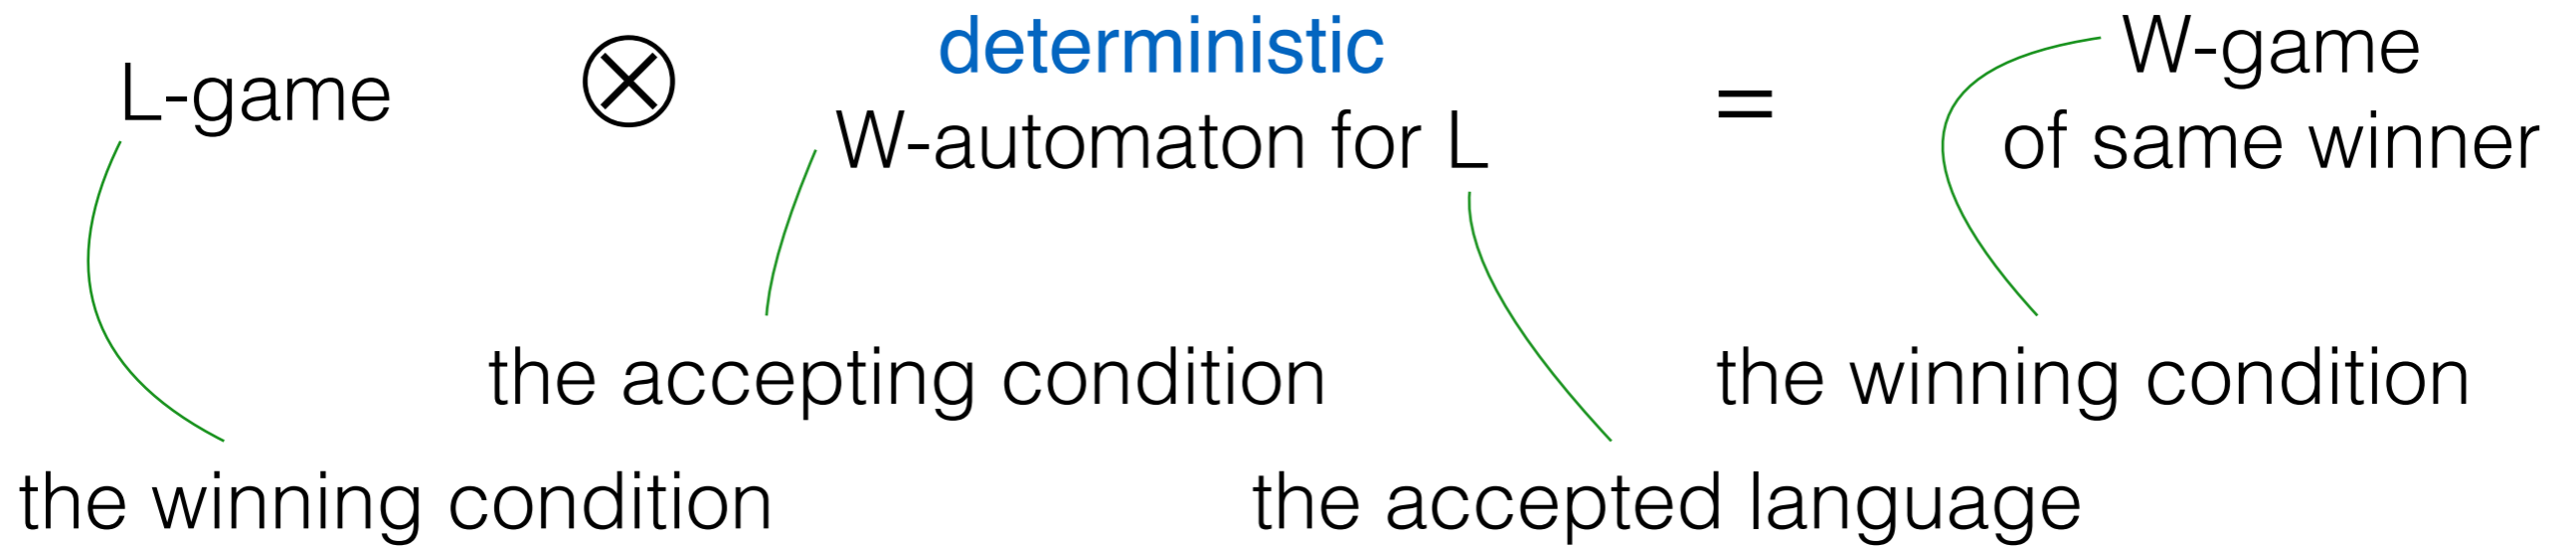 L-game
⊗
deterministic
W-automaton for L
=
W-game
of same winner
the accepting condition
the winning condition
the winning condition
the accepted language